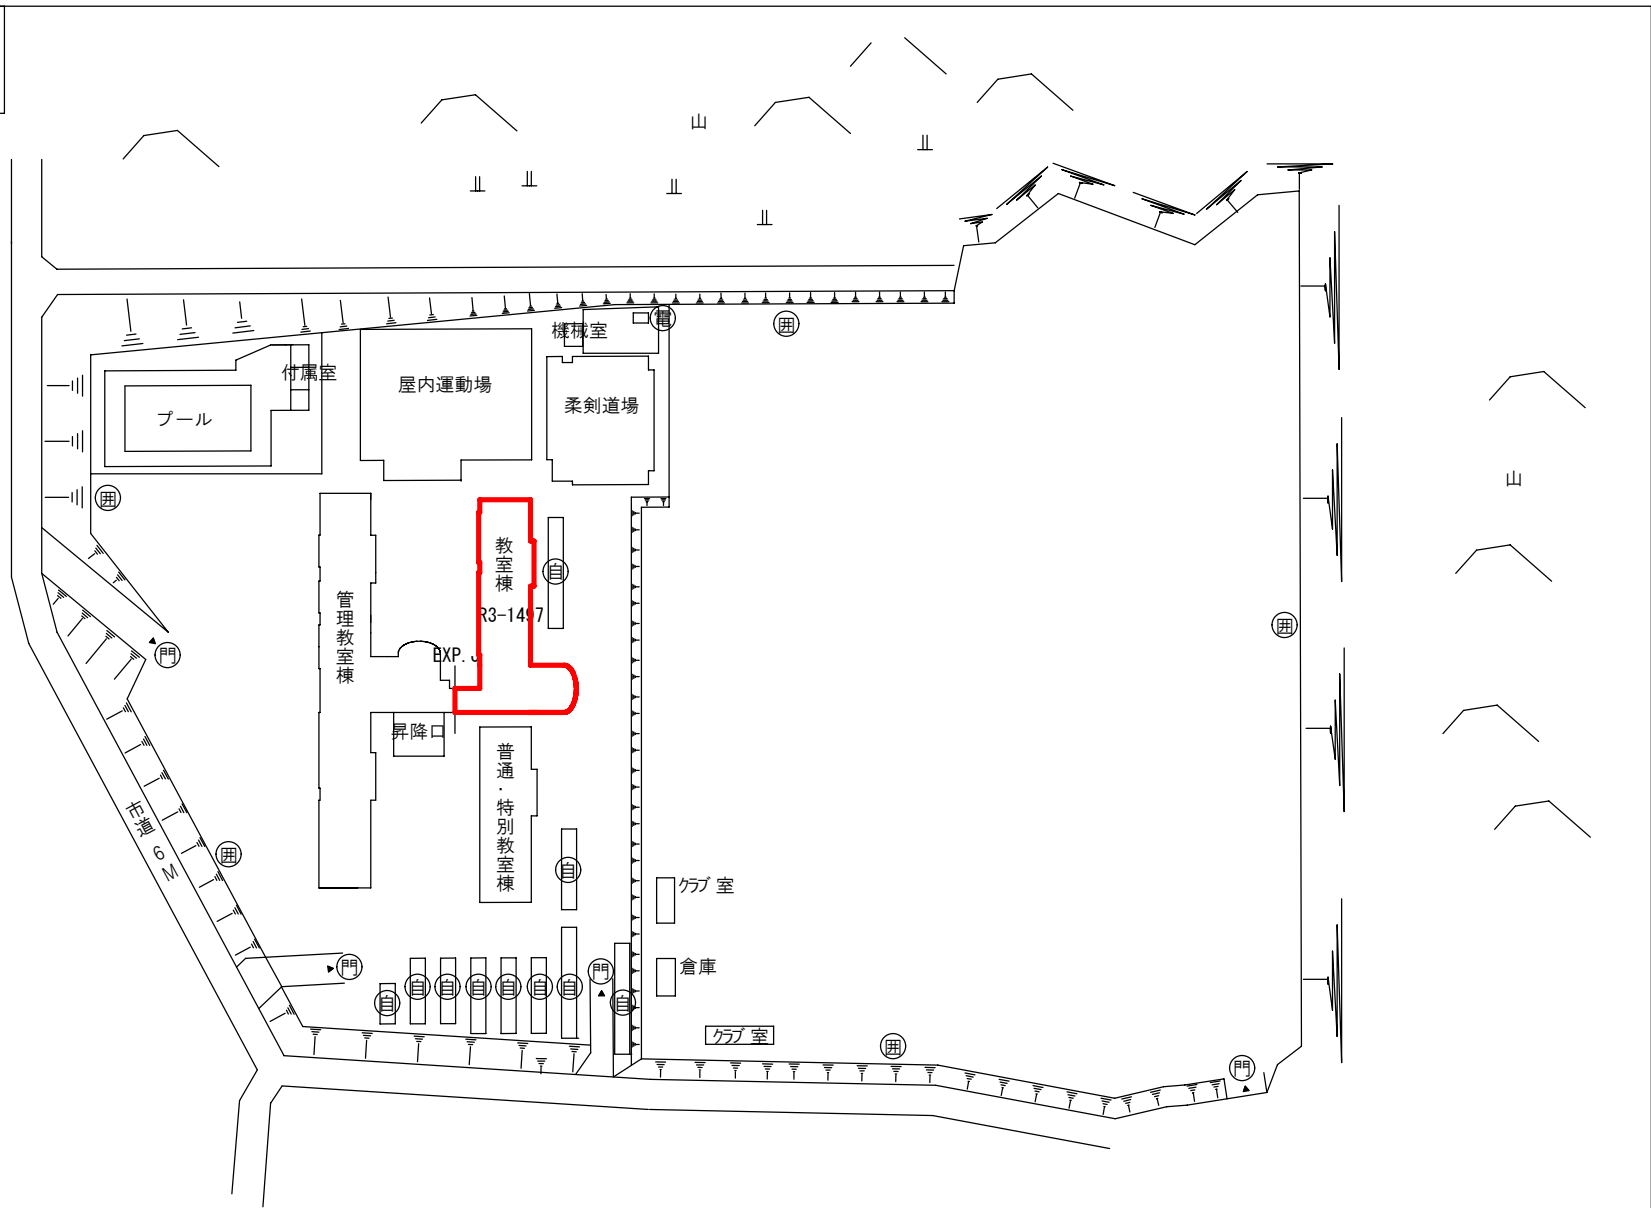 山
電
囲
機械室
付属室
屋内運動場
柔剣道場
プール
山
囲
教室棟
自
R3-1497
管理教室棟
囲
門
EXP.J
昇降口
普通・特別教室棟
市道 6M
囲
自
クラブ室
門
門
倉庫
自
自
自
自
自
自
自
自
クラブ室
囲
門